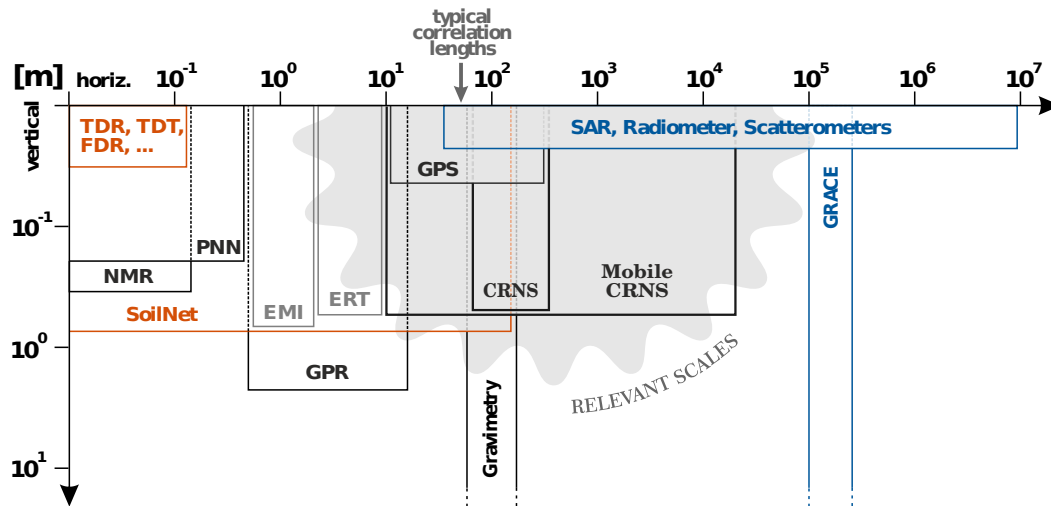 typical
correlation
lengths
[m] horiz. 10⁻¹ 10⁰ 10¹ 10² 10³ 10⁴ 10⁵ 10⁶ 10⁷
vertical
TDR, TDT,
FDR, ...
SAR, Radiometer, Scatterometers
GPS
GRACE
10⁻¹
PNN
NMR
EMI
ERT
CRNS
Mobile
CRNS
SoilNet
10⁰
GPR
RELEVANT SCALES
Gravimetry
10¹